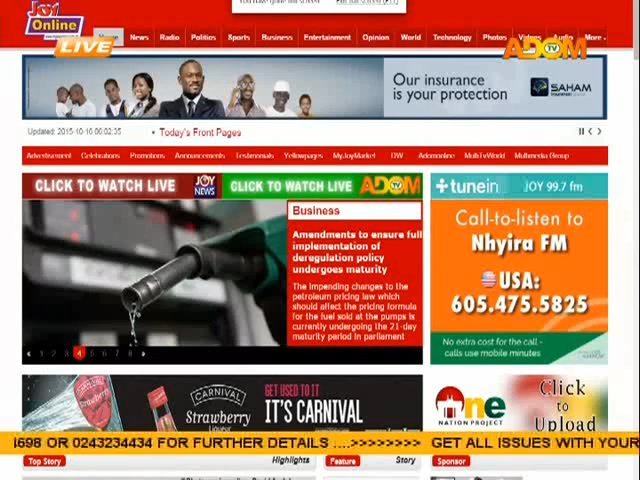 Joy
Online
LIVE
Home News Radio Politics Sports Business Entertainment Opinion World Technology Photos Videos Audio More
ADOM TV
Our insurance
is your protection
SAHAM
Updated: 2015-10-16 06:02:35
Today's Front Pages
Advertisement Celebrations Promotions Announcements Testimonials Yellowpages MyJoyMarket DW Adomonline MultiTvWorld Multimedia Group
CLICK TO WATCH LIVE JOY NEWS CLICK TO WATCH LIVE ADOM TV
tunein JOY 99.7 fm
Business
Amendments to ensure full
implementation of
deregulation policy
undergoes maturity
The impending changes to the
petroleum pricing law which
should affect the pricing formula
for the fuel sold at the pumps is
currently undergoing the 21-day
maturity period in parliament
« 1 2 3 4 5 6 7 8 »
Call-to-listen to
Nhyira FM
USA:
605.475.5825
No extra cost for the call -
calls use mobile minutes
CARNIVAL
Strawberry
Liqueur
GET USED TO IT
IT'S CARNIVAL
One
NATION PROJECT
Click
to
Upload
4698 OR 0243234434 FOR FURTHER DETAILS ....>>>>>>>> GET ALL ISSUES WITH YOUR
Top Story Highlights Feature Story Sponsor